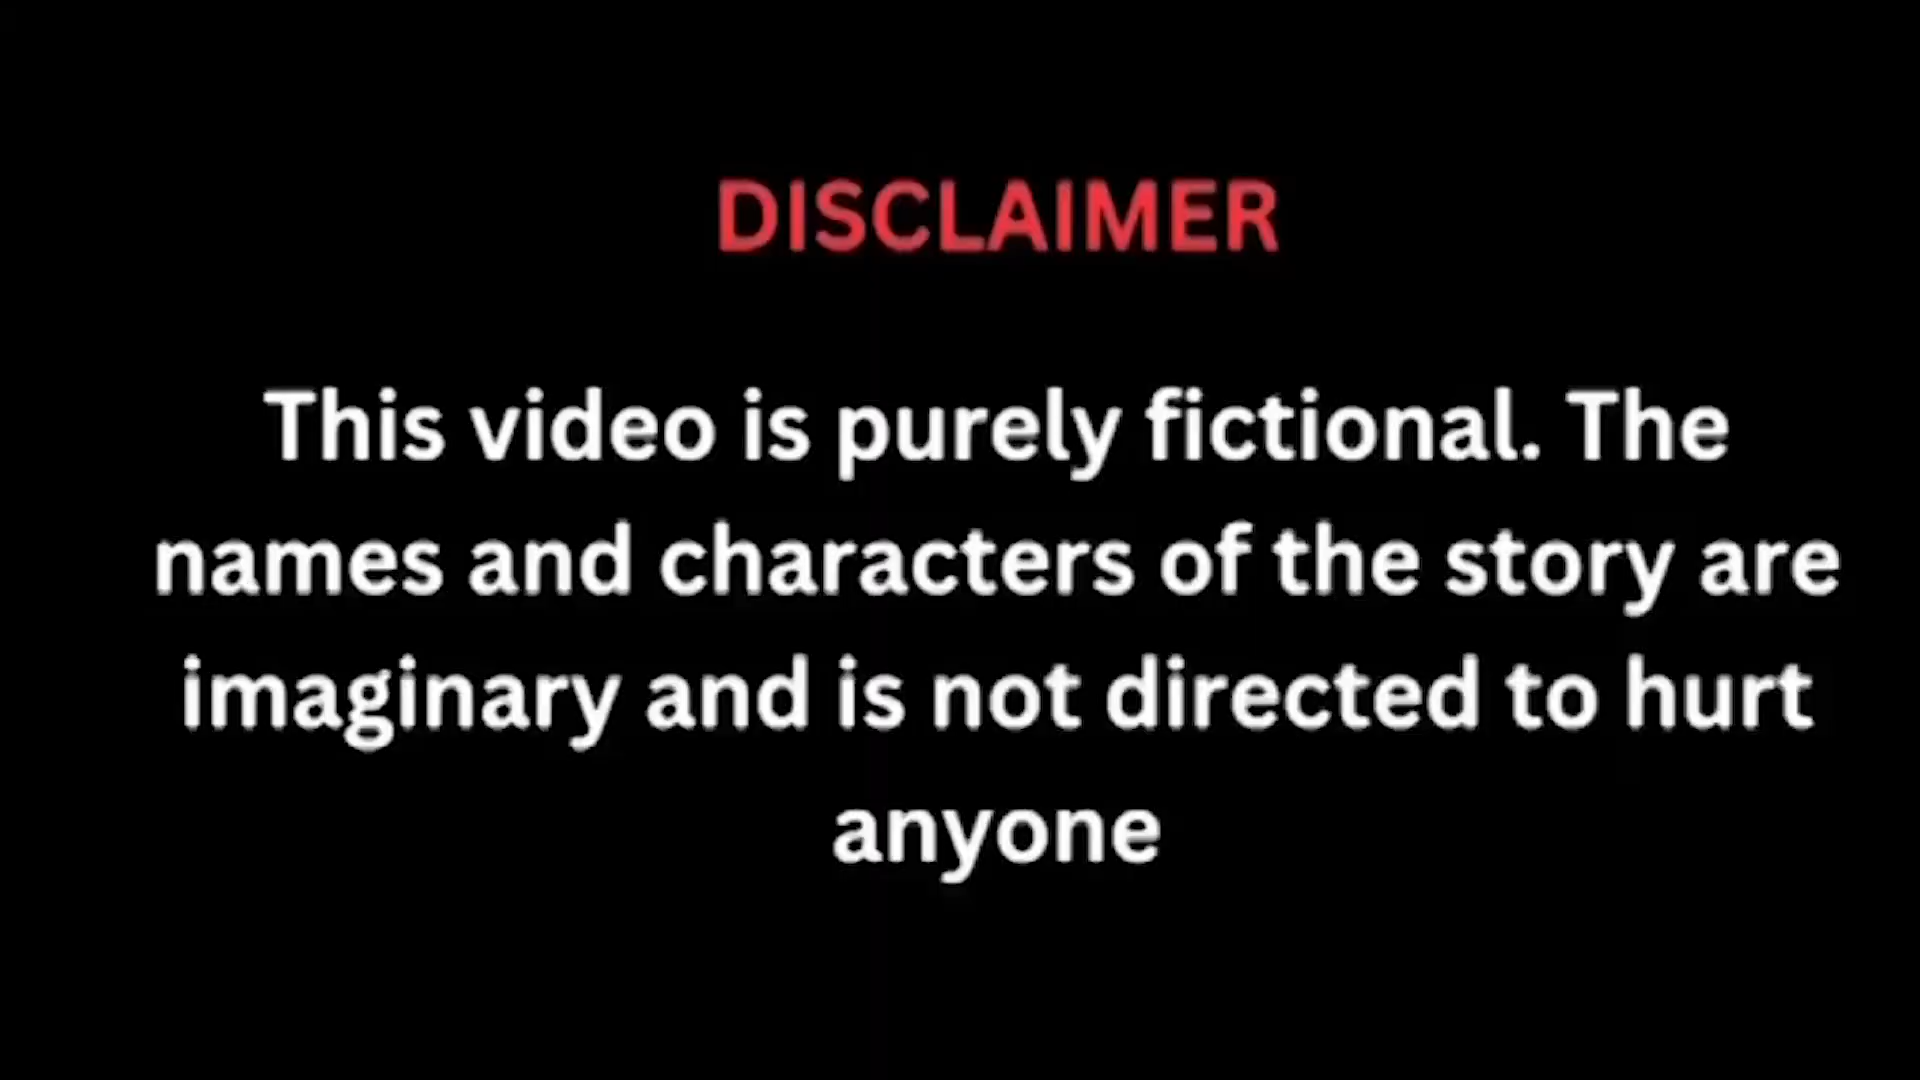 DISCLAIMER
This video is purely fictional. The
names and characters of the story are
imaginary and is not directed to hurt
anyone